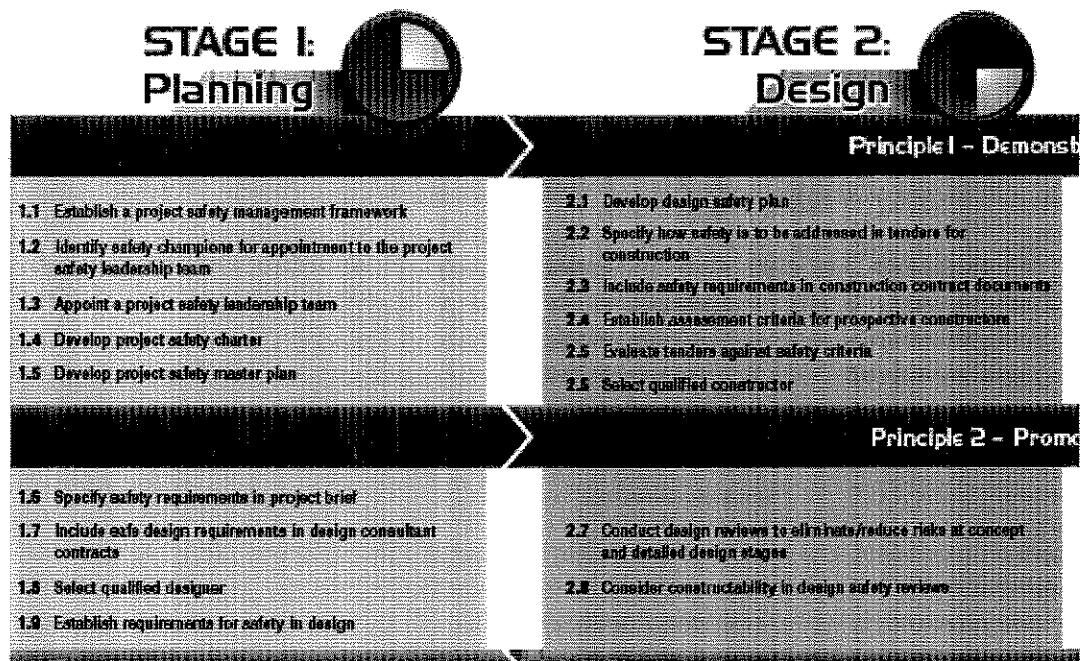 STAGE 1:
Planning
STAGE 2:
Design
Principle 1 – Demonst
1.1 Establish a project safety management framework
1.2 Identify safety champions for appointment to the project
safety leadership team
1.3 Appoint a project safety leadership team
1.4 Develop project safety charter
1.5 Develop project safety master plan
2.1 Develop design safety plan
2.2 Specify how safety is to be addressed in tenders for
construction
2.3 Include safety requirements in construction contract documents
2.4 Establish assessment criteria for prospective constructors
2.5 Evaluate tenders against safety criteria
2.6 Select qualified constructor
Principle 2 – Promo
1.6 Specify safety requirements in project brief
1.7 Include safe design requirements in design consultant
contracts
1.8 Select qualified designer
1.9 Establish requirements for safety in design
2.7 Conduct design reviews to eliminate/reduce risks at concept
and detailed design stages
2.8 Consider constructability in design safety reviews